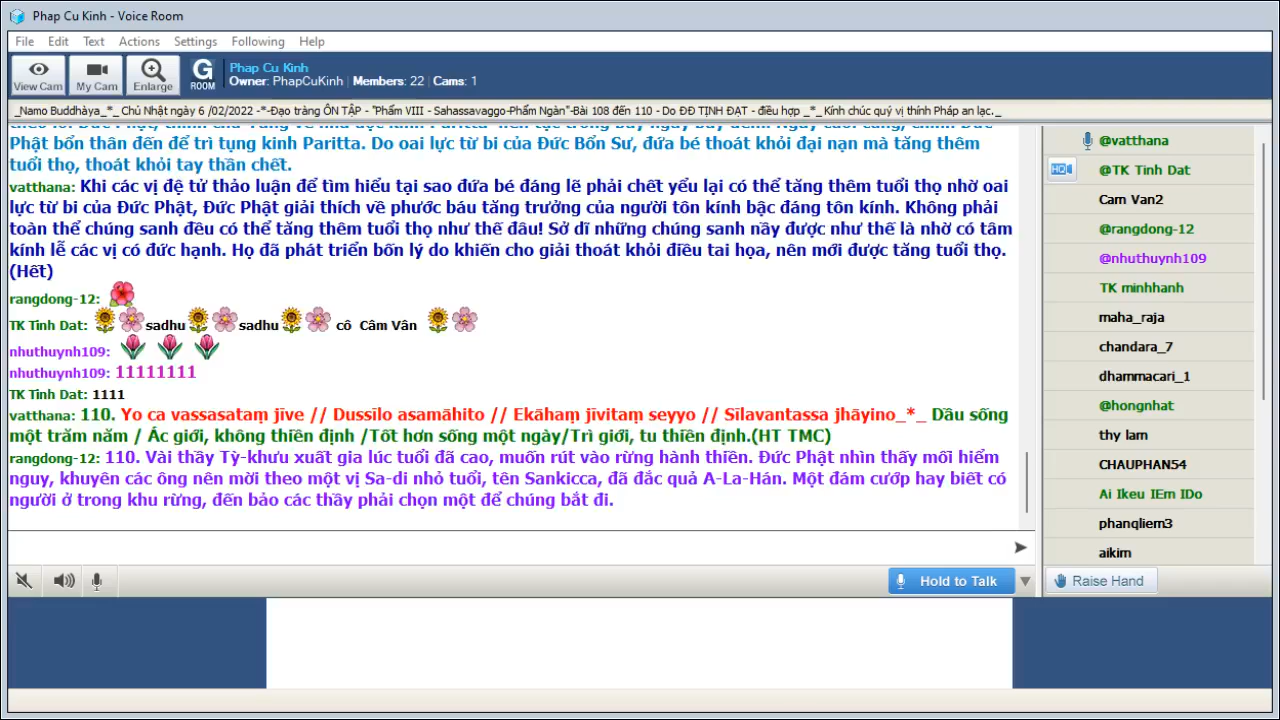 Phap Cu Kinh - Voice Room
File Edit Text Actions Settings Following Help
View Cam My Cam Enlarge G ROOM
Phap Cu Kinh
Owner: PhapCuKinh | Members: 22 | Cams: 1
_Namo Buddhàya_*_ Chủ Nhật ngày 6 /02/2022 -*-Đạo tràng ÔN TẬP - "Phẩm VIII - Sahassavaggo-Phẩm Ngàn"-Bài 108 đến 110 - Do ĐĐ TỊNH ĐẠT - điều hợp _*_ Kính chúc quý vị thính Pháp an lạc._
Phật bổn thân đến để trì tụng kinh Paritta. Do oai lực từ bi của Đức Bổn Sư, đứa bé thoát khỏi đại nạn mà tăng thêm
tuổi thọ, thoát khỏi tay thần chết.
vatthana: Khi các vị đệ tử thảo luận để tìm hiểu tại sao đứa bé đáng lẽ phải chết yểu lại có thể tăng thêm tuổi thọ nhờ oai
lực từ bi của Đức Phật, Đức Phật giải thích về phước báu tăng trưởng của người tôn kính bậc đáng tôn kính. Không phải
toàn thể chúng sanh đều có thể tăng thêm tuổi thọ như thế đâu! Sở dĩ những chúng sanh nầy được như thế là nhờ có tâm
kính lễ các vị có đức hạnh. Họ đã phát triển bốn lý do khiến cho giải thoát khỏi điều tai họa, nên mới được tăng tuổi thọ.
(Hết)
rangdong-12:
TK Tinh Dat: sadhu sadhu cô Câm Vân
nhuthuynh109:
nhuthuynh109: 11111111
TK Tinh Dat: 1111
vatthana: 110. Yo ca vassasataṃ jīve // Dussīlo asamāhito // Ekāhaṃ jīvitaṃ seyyo // Sīlavantassa jhāyino_*_ Dầu sống
một trăm năm / Ác giới, không thiền định /Tốt hơn sống một ngày/Trì giới, tu thiền định.(HT TMC)
rangdong-12: 110. Vài thầy Tỳ-khưu xuất gia lúc tuổi đã cao, muốn rút vào rừng hành thiền. Đức Phật nhìn thấy mối hiểm
nguy, khuyên các ông nên mời theo một vị Sa-di nhỏ tuổi, tên Sankicca, đã đắc quả A-La-Hán. Một đám cướp hay biết có
người ở trong khu rừng, đến bảo các thầy phải chọn một để chúng bắt đi.
Hold to Talk
@vatthana
HQ @TK Tinh Dat
Cam Van2
@rangdong-12
@nhuthuynh109
TK minhhanh
maha_raja
chandara_7
dhammacari_1
@hongnhat
thy lam
CHAUPHAN54
Ai Ikeu IEm IDo
phanqliem3
aikim
Raise Hand